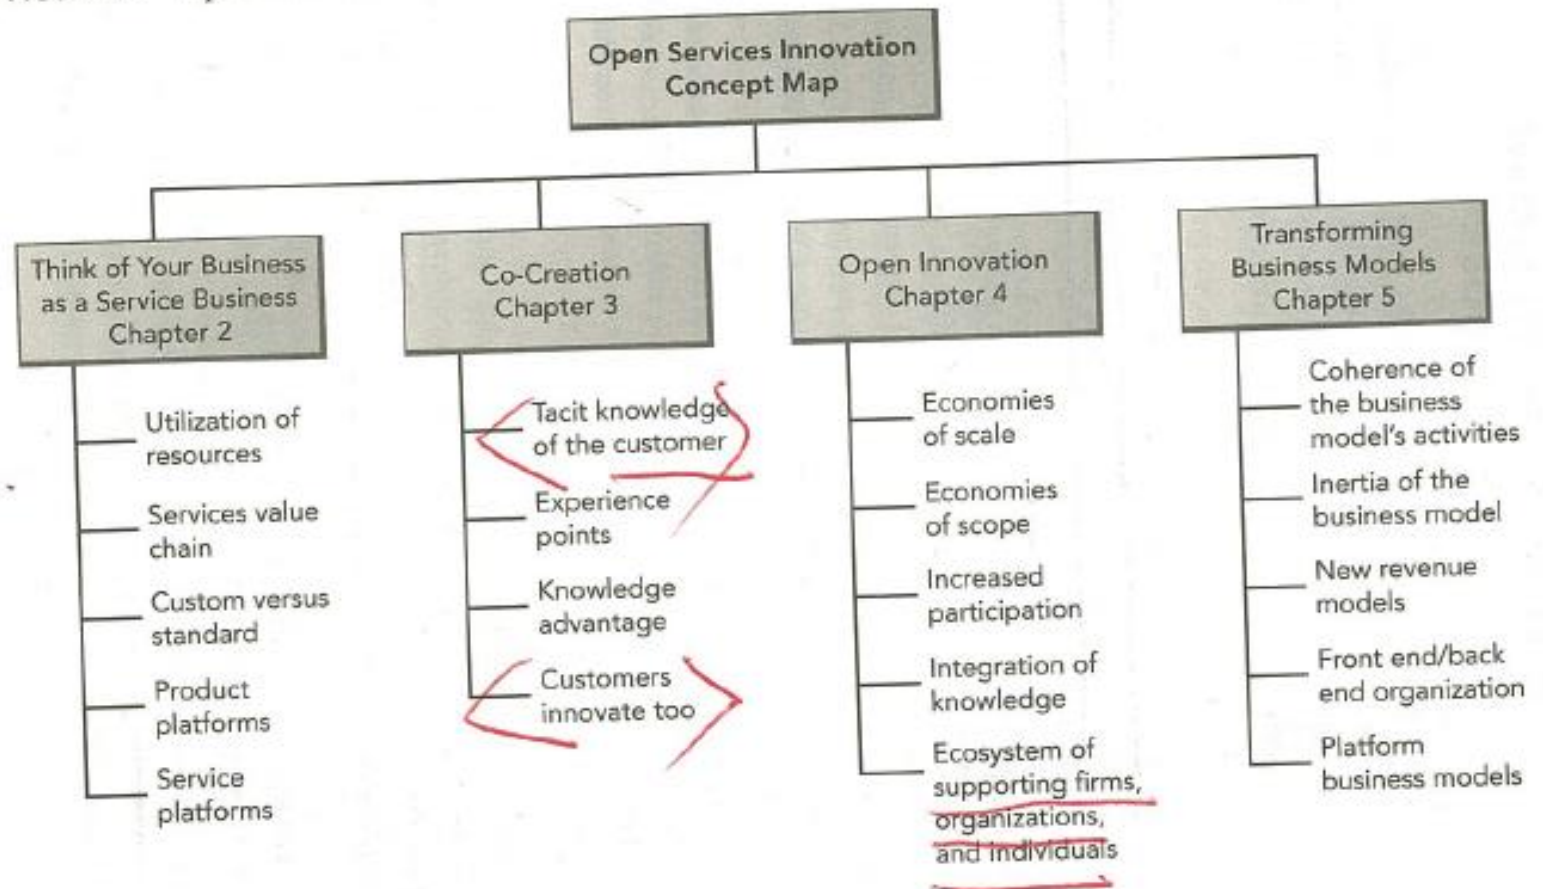 Open Services Innovation
Concept Map
Think of Your Business
as a Service Business
Chapter 2
Utilization of
resources
Services value
chain
Custom versus
standard
Product
platforms
Service
platforms
Co-Creation
Chapter 3
Tacit knowledge
of the customer
Experience
points
Knowledge
advantage
Customers
innovate too
Open Innovation
Chapter 4
Economies
of scale
Economies
of scope
Increased
participation
Integration of
knowledge
Ecosystem of
supporting firms,
organizations,
and individuals
Transforming
Business Models
Chapter 5
Coherence of
the business
model's activities
Inertia of the
business model
New revenue
models
Front end/back
end organization
Platform
business models